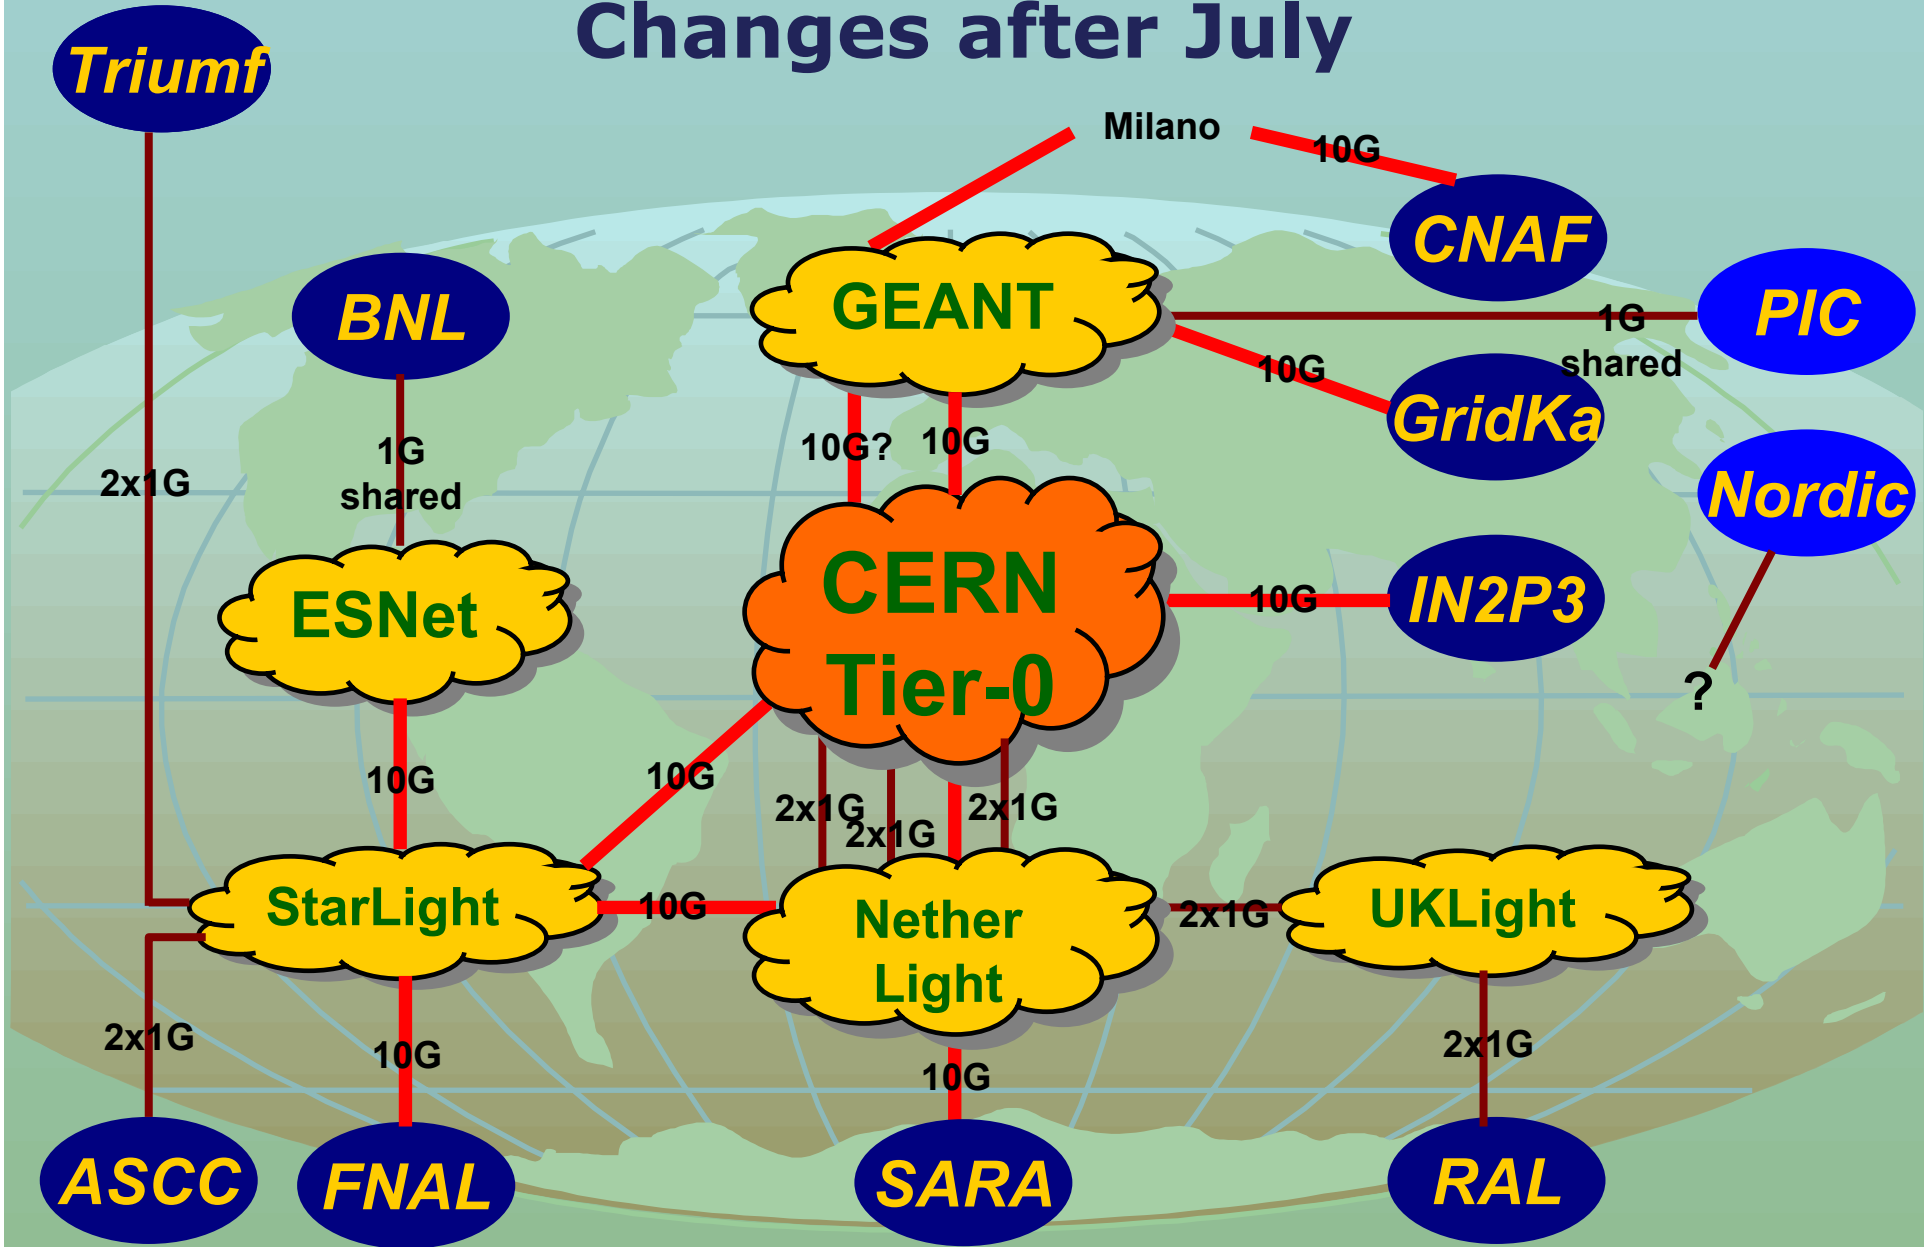 Changes after July
Triumf
Milano
10G
CNAF
BNL
GEANT
1G
shared
PIC
10G
GridKa
10G?
10G
2x1G
1G
shared
Nordic
CERN
Tier-0
ESNet
10G
IN2P3
?
10G
10G
2x1G
2x1G
2x1G
StarLight
10G
Nether
Light
2x1G
UKLight
2x1G
10G
10G
2x1G
ASCC
FNAL
SARA
RAL